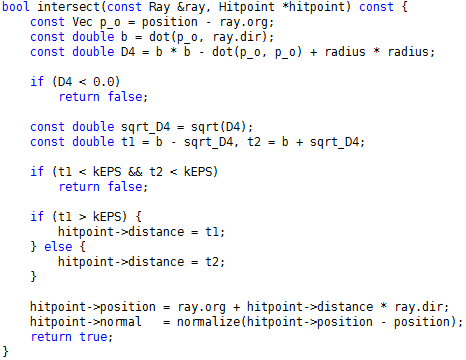 bool intersect(const Ray &ray, Hitpoint *hitpoint) const {
    const Vec p_o = position - ray.org;
    const double b = dot(p_o, ray.dir);
    const double D4 = b * b - dot(p_o, p_o) + radius * radius;

    if (D4 < 0.0)
        return false;

    const double sqrt_D4 = sqrt(D4);
    const double t1 = b - sqrt_D4, t2 = b + sqrt_D4;

    if (t1 < kEPS && t2 < kEPS)
        return false;

    if (t1 > kEPS) {
        hitpoint->distance = t1;
    } else {
        hitpoint->distance = t2;
    }

    hitpoint->position = ray.org + hitpoint->distance * ray.dir;
    hitpoint->normal   = normalize(hitpoint->position - position);
    return true;
}